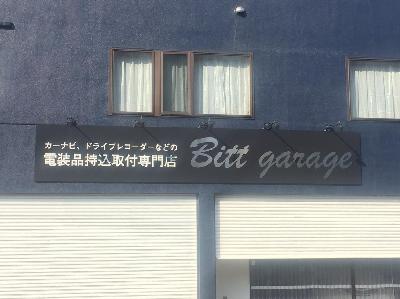 カーナビ、ドライブレコーダーなどの
電装品持込取付専門店
Bitt garage